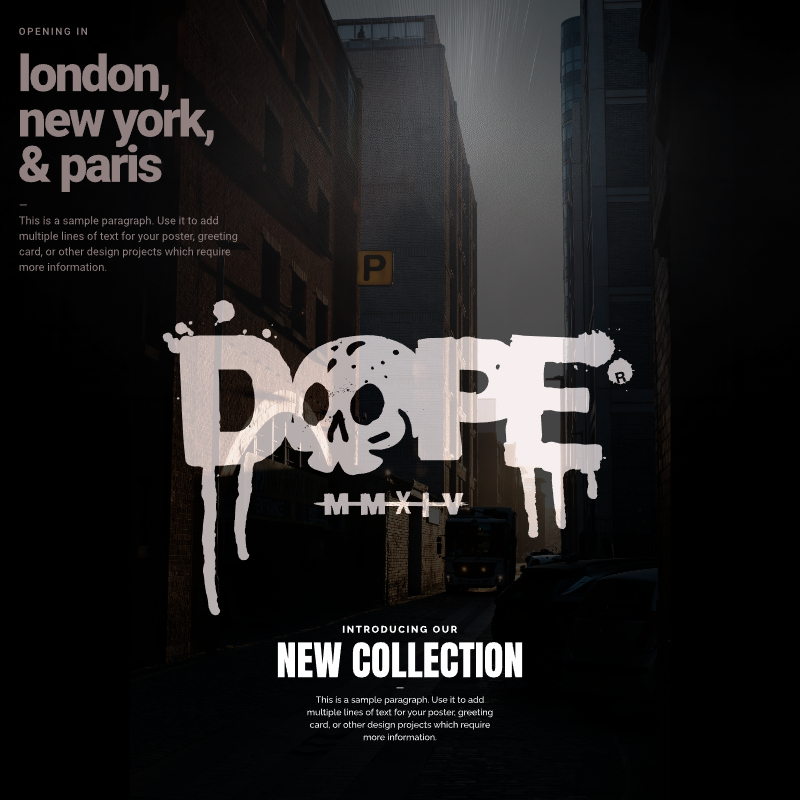 OPENING IN
london,
new york,
& paris
–
This is a sample paragraph. Use it to add
multiple lines of text for your poster, greeting
card, or other design projects which require
more information.
P
DOPE
R
MMXIV
INTRODUCING OUR
NEW COLLECTION
–
This is a sample paragraph. Use it to add
multiple lines of text for your poster, greeting
card, or other design projects which require
more information.